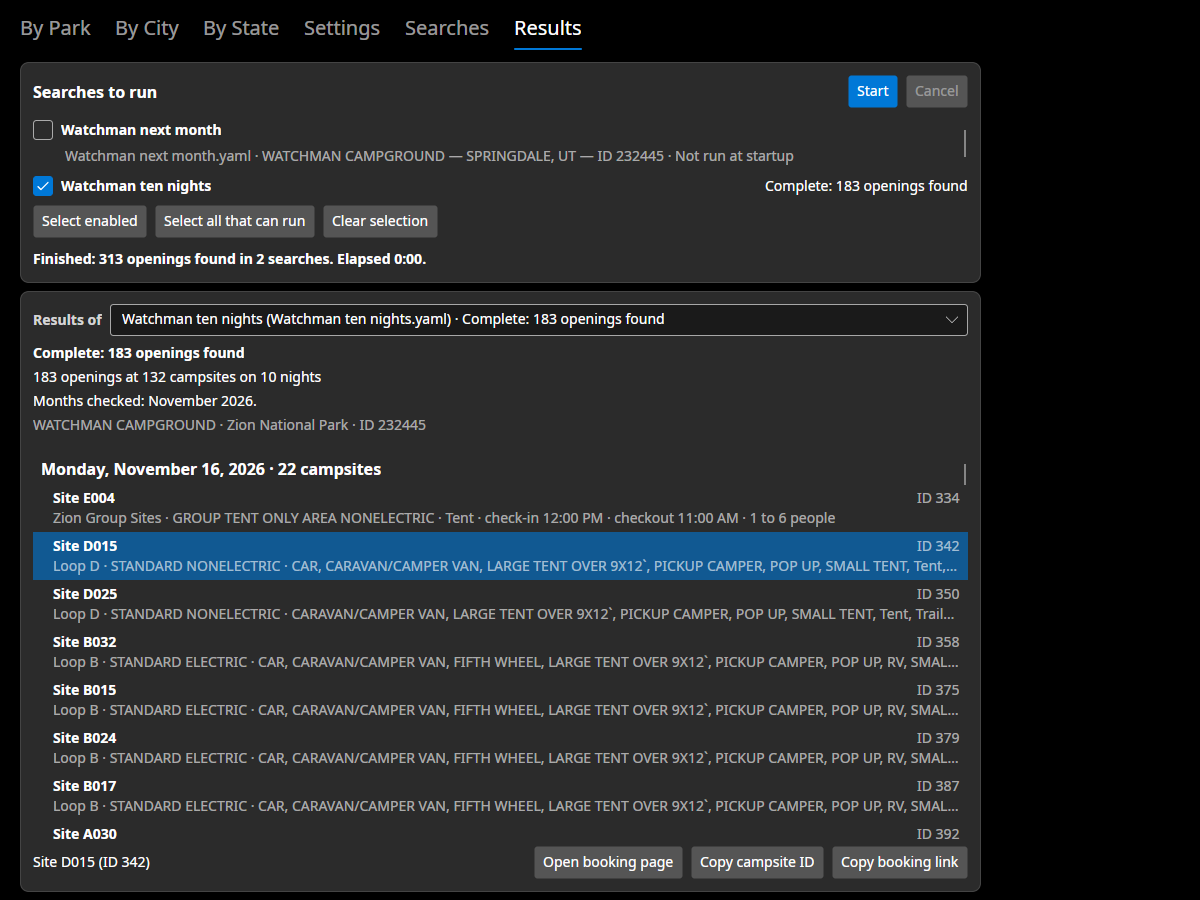 By Park By City By State Settings Searches Results
Searches to run Start Cancel
Watchman next month
Watchman next month.yaml · WATCHMAN CAMPGROUND — SPRINGDALE, UT — ID 232445 · Not run at startup
Watchman ten nights Complete: 183 openings found
Select enabled Select all that can run Clear selection
Finished: 313 openings found in 2 searches. Elapsed 0:00.
Results of Watchman ten nights (Watchman ten nights.yaml) · Complete: 183 openings found
Complete: 183 openings found
183 openings at 132 campsites on 10 nights
Months checked: November 2026.
WATCHMAN CAMPGROUND · Zion National Park · ID 232445
Monday, November 16, 2026 · 22 campsites
Site E004 ID 334
Zion Group Sites · GROUP TENT ONLY AREA NONELECTRIC · Tent · check-in 12:00 PM · checkout 11:00 AM · 1 to 6 people
Site D015 ID 342
Loop D · STANDARD NONELECTRIC · CAR, CARAVAN/CAMPER VAN, LARGE TENT OVER 9X12`, PICKUP CAMPER, POP UP, SMALL TENT, Tent,...
Site D025 ID 350
Loop D · STANDARD NONELECTRIC · CARAVAN/CAMPER VAN, LARGE TENT OVER 9X12`, PICKUP CAMPER, POP UP, SMALL TENT, Tent, Trail...
Site B032 ID 358
Loop B · STANDARD ELECTRIC · CAR, CARAVAN/CAMPER VAN, FIFTH WHEEL, LARGE TENT OVER 9X12`, PICKUP CAMPER, POP UP, RV, SMAL...
Site B015 ID 375
Loop B · STANDARD ELECTRIC · CAR, CARAVAN/CAMPER VAN, FIFTH WHEEL, LARGE TENT OVER 9X12`, PICKUP CAMPER, POP UP, RV, SMAL...
Site B024 ID 379
Loop B · STANDARD ELECTRIC · CAR, CARAVAN/CAMPER VAN, FIFTH WHEEL, LARGE TENT OVER 9X12`, PICKUP CAMPER, POP UP, RV, SMAL...
Site B017 ID 387
Loop B · STANDARD ELECTRIC · CAR, CARAVAN/CAMPER VAN, FIFTH WHEEL, LARGE TENT OVER 9X12`, PICKUP CAMPER, POP UP, RV, SMAL...
Site A030 ID 392
Site D015 (ID 342) Open booking page Copy campsite ID Copy booking link